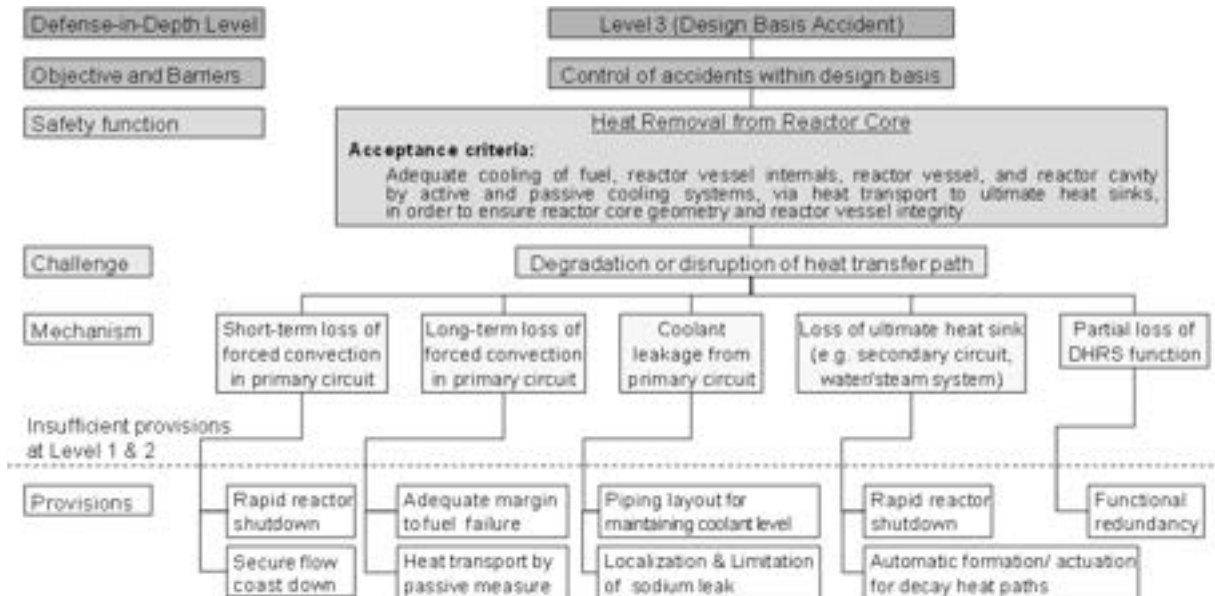 Defense-in-Depth Level
Level 3 (Design Basis Accident)
Objective and Barriers
Control of accidents within design basis
Safety function
Heat Removal from Reactor Core
Acceptance criteria:
Adequate cooling of fuel, reactor vessel internals, reactor vessel, and reactor cavity
by active and passive cooling systems, via heat transport to ultimate heat sinks,
in order to ensure reactor core geometry and reactor vessel integrity
Challenge
Degradation or disruption of heat transfer path
Mechanism
Short-term loss of
forced convection
in primary circuit
Long-term loss of
forced convection
in primary circuit
Coolant
leakage from
primary circuit
Loss of ultimate heat sink
(e.g. secondary circuit,
water/steam system)
Partial loss of
DHRS function
Insufficient provisions
at Level 1 & 2
Provisions
Rapid reactor
shutdown
Secure flow
coast down
Adequate margin
to fuel failure
Heat transport by
passive measure
Piping layout for
maintaining coolant level
Localization & Limitation
of sodium leak
Rapid reactor
shutdown
Automatic formation/ actuation
for decay heat paths
Functional
redundancy